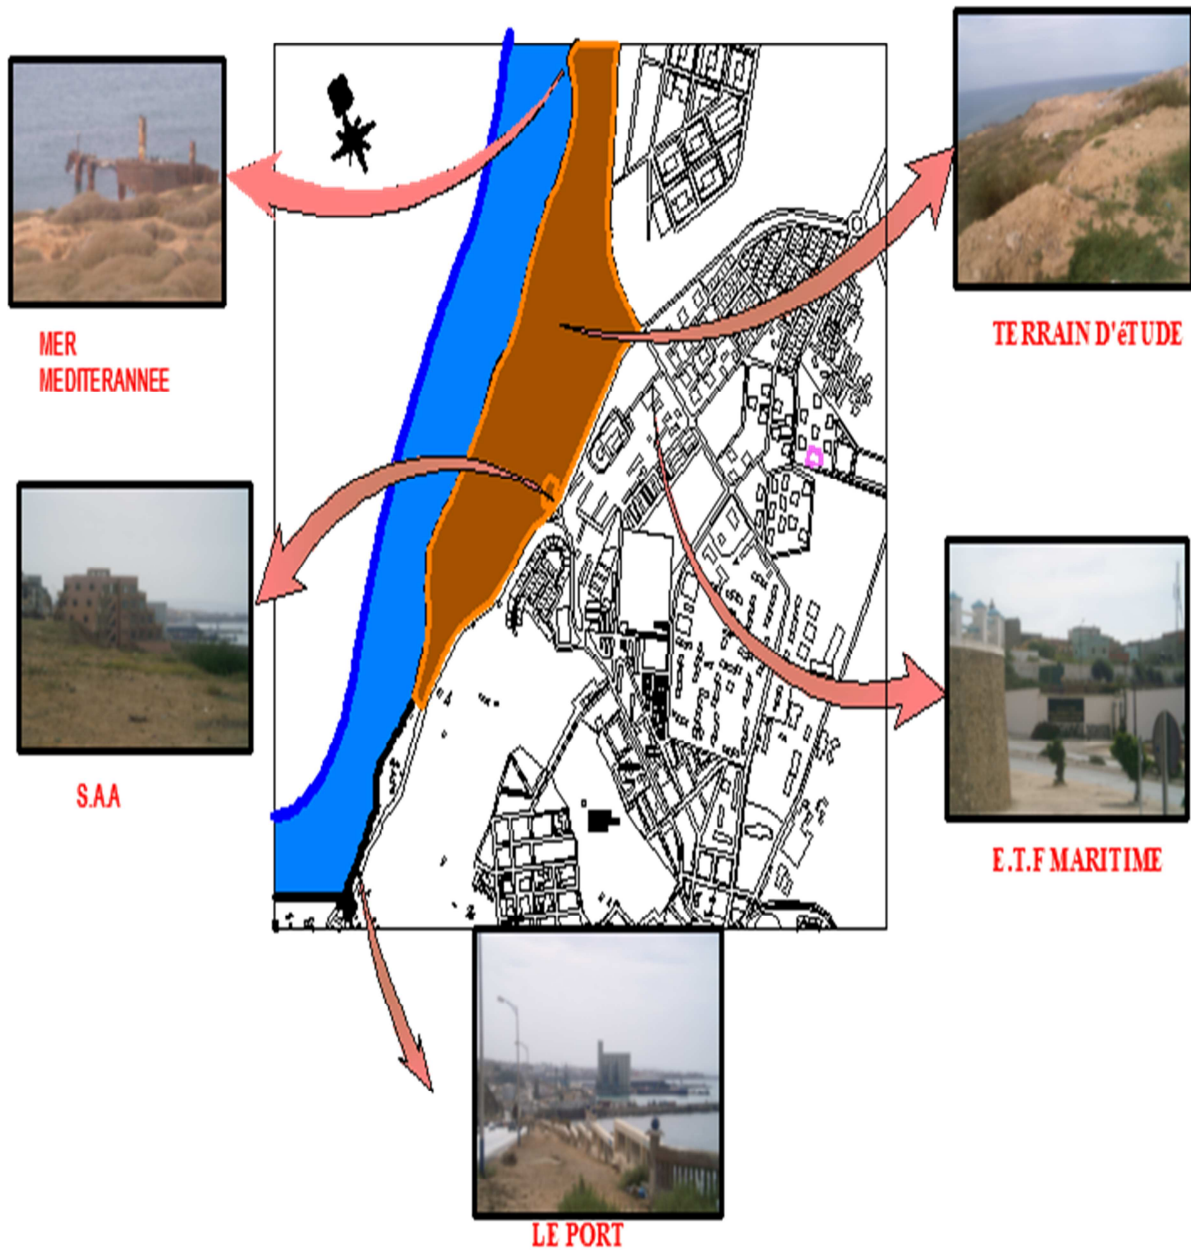 MER
MEDITERANNEE
TERRAIN D'éTUDE
S.A.A
E.T.F MARITIME
LE PORT